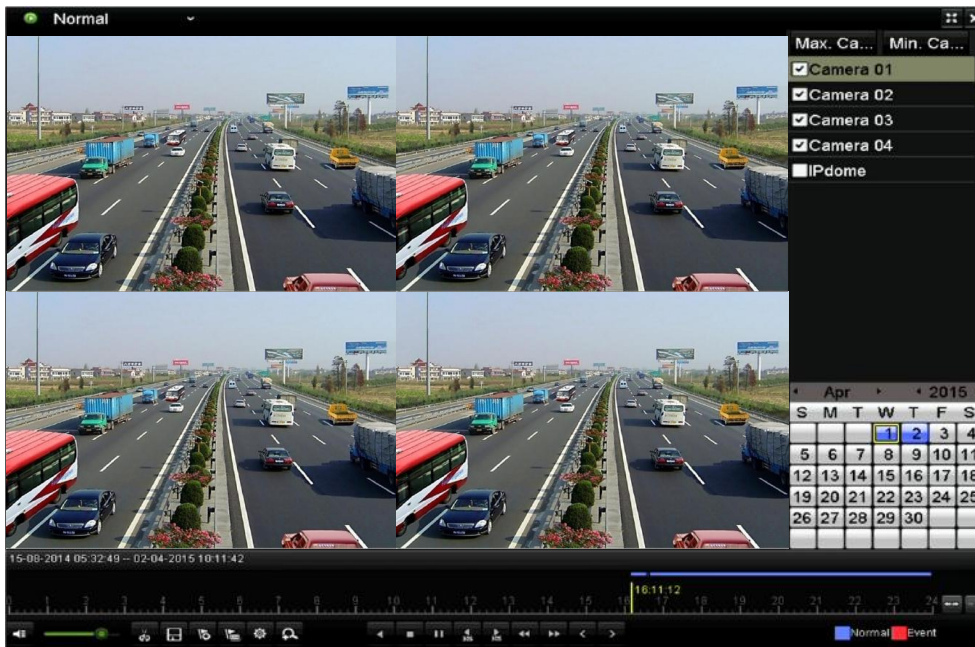 Normal
Max. Ca... Min. Ca...
Camera 01
Camera 02
Camera 03
Camera 04
IPdome
Apr 2015
S M T W T F S
1 2 3 4
5 6 7 8 9 10 11
12 13 14 15 16 17 18
19 20 21 22 23 24 25
26 27 28 29 30
15-08-2014 05:32:49 -- 02-04-2015 10:11:42
16:11:12
0 1 2 3 4 5 6 7 8 9 10 11 12 13 14 15 16 17 18 19 20 21 22 23 24
30s 30s
Normal Event